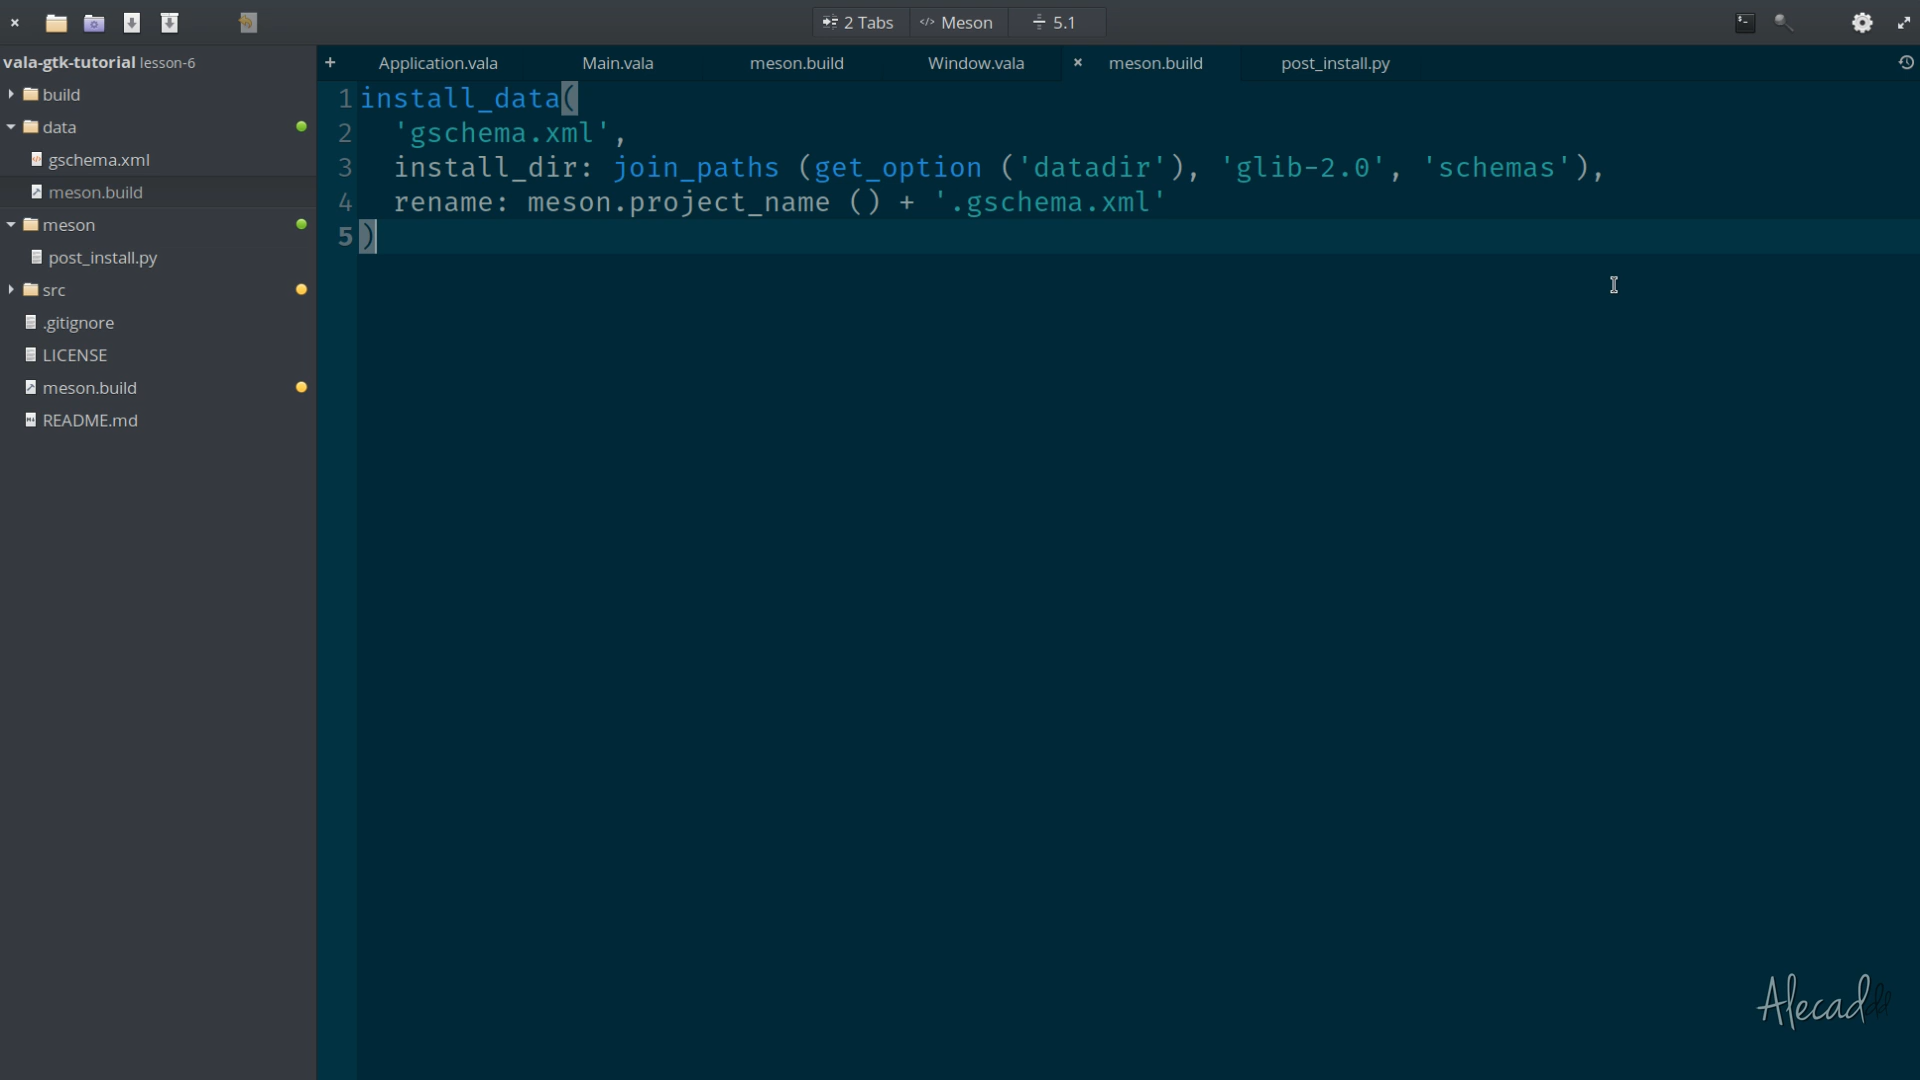 2 Tabs
Meson
5.1
vala-gtk-tutorial lesson-6
build
data
gschema.xml
meson.build
meson
post_install.py
src
.gitignore
LICENSE
meson.build
README.md
+ Application.vala Main.vala meson.build Window.vala × meson.build post_install.py
1 install_data(
2 'gschema.xml',
3 install_dir: join_paths (get_option ('datadir'), 'glib-2.0', 'schemas'),
4 rename: meson.project_name () + '.gschema.xml'
5 )
Alecaddd